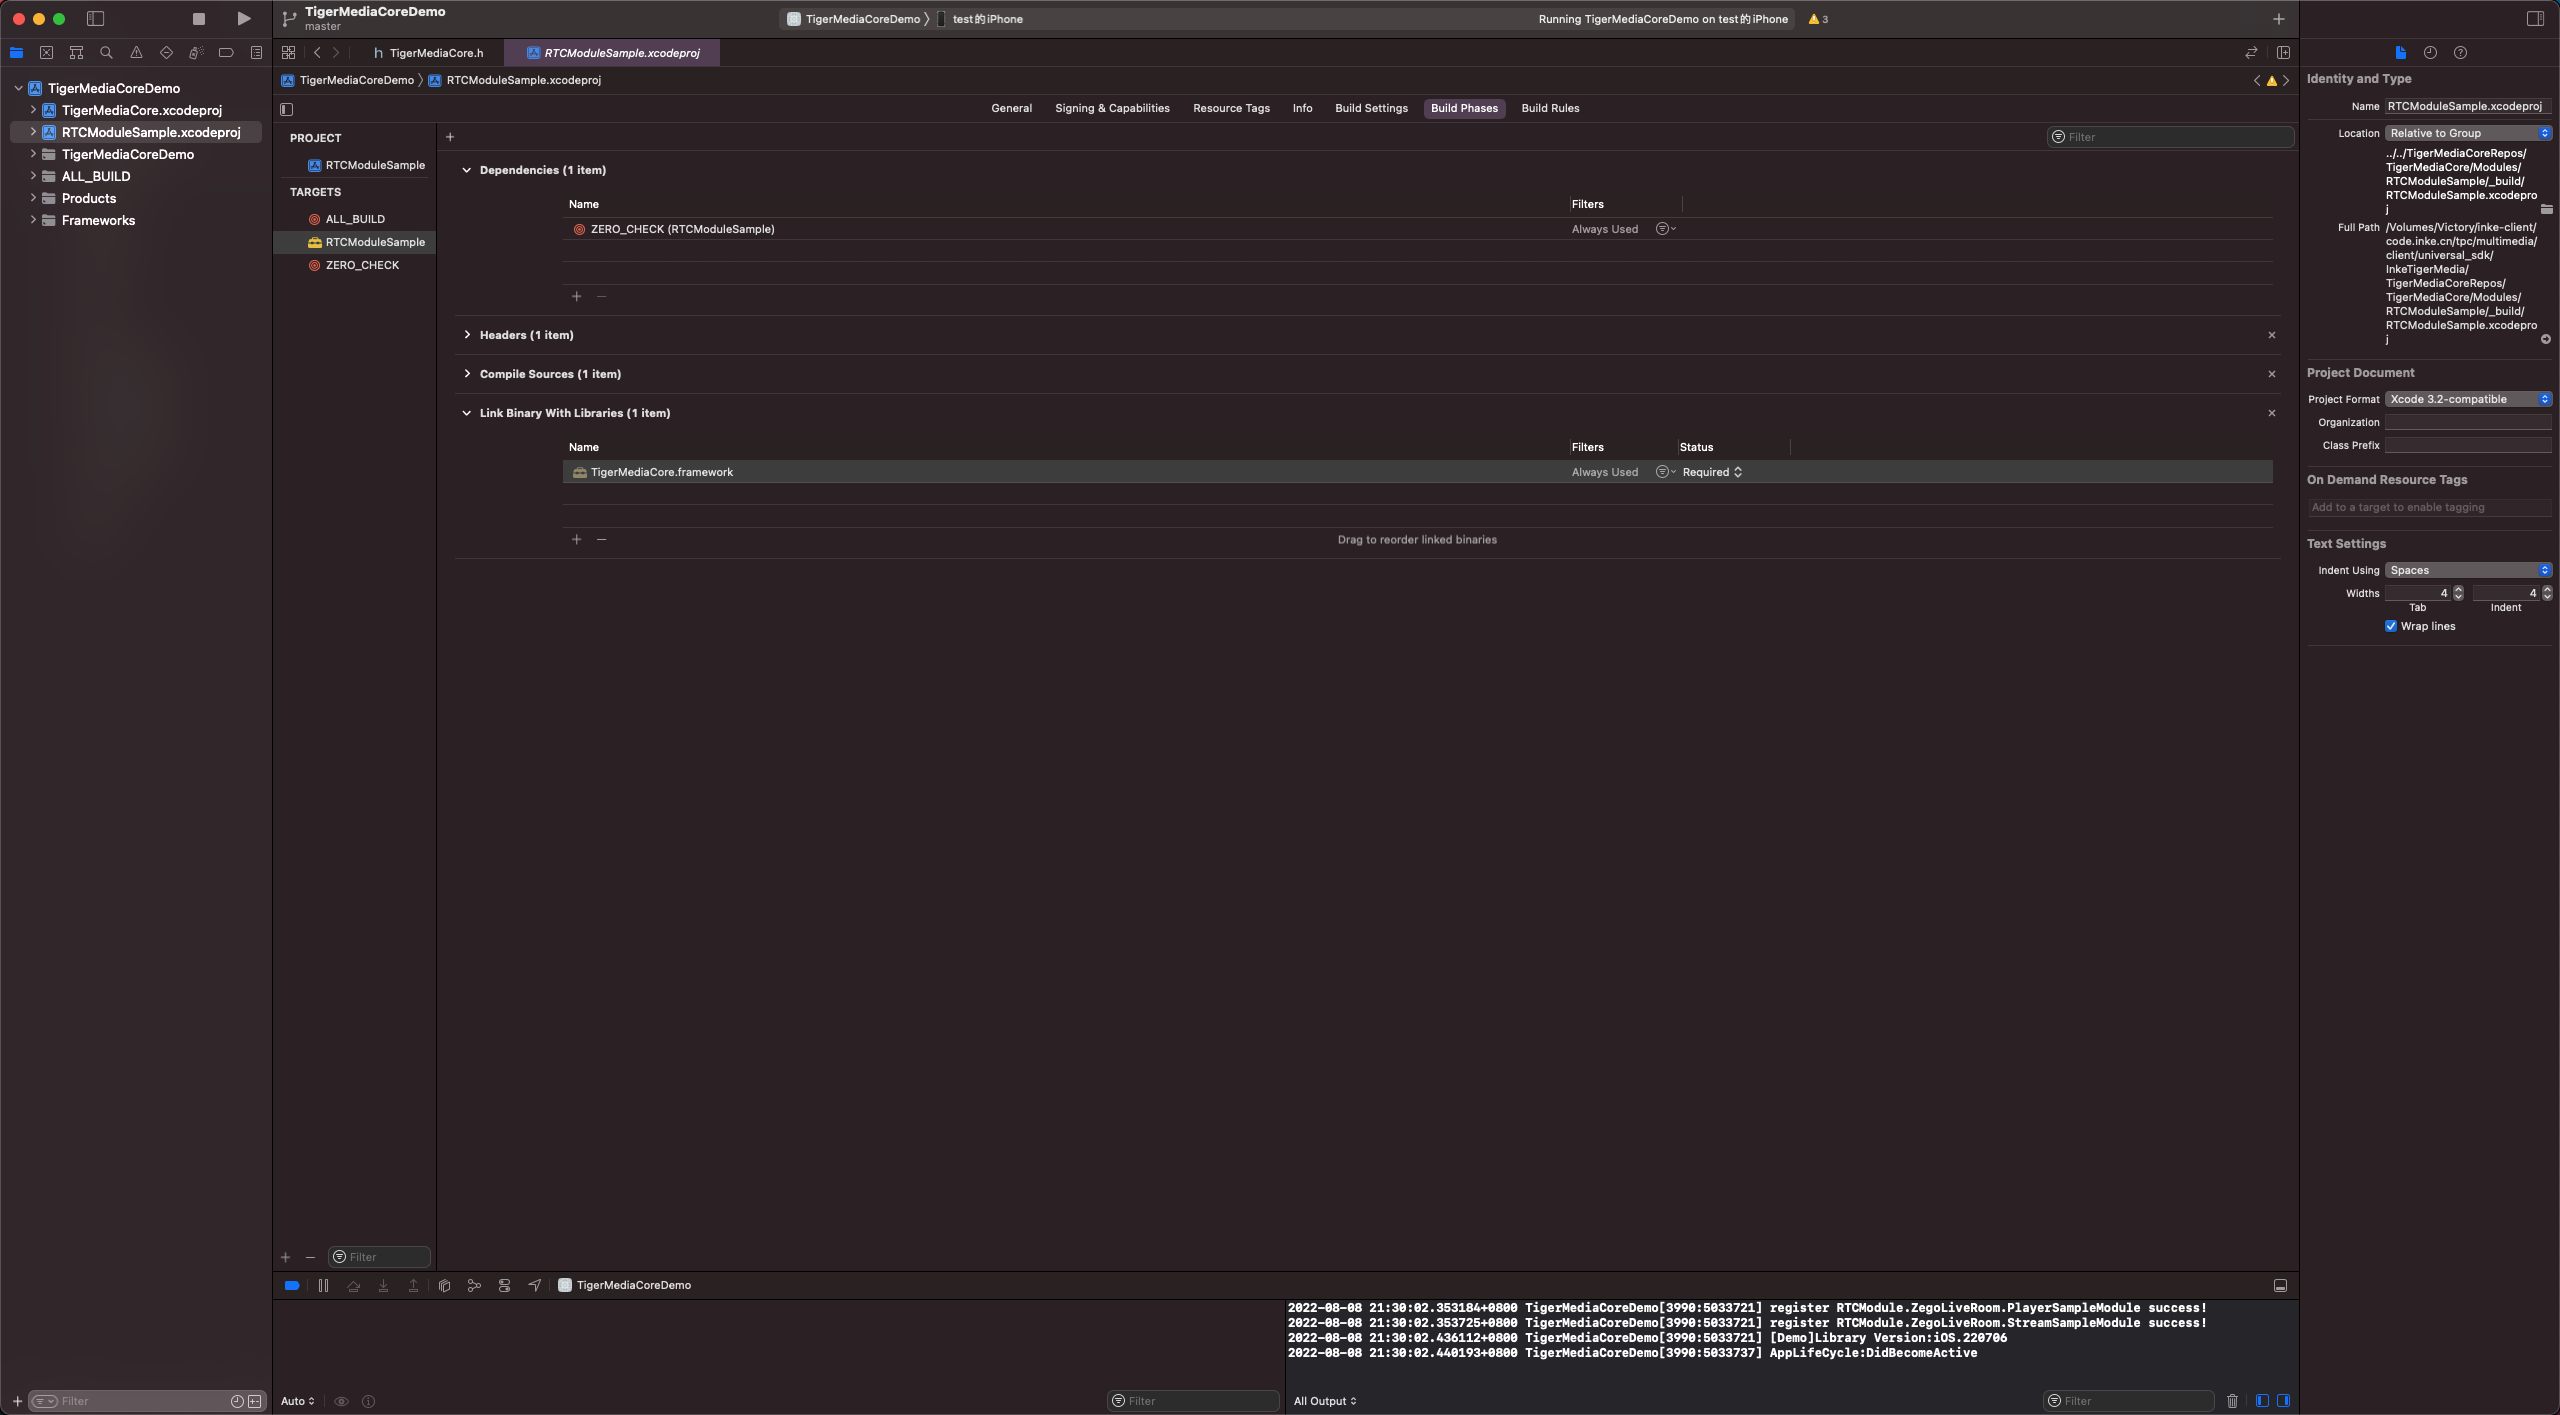 TigerMediaCoreDemo
master
TigerMediaCoreDemo 〉 test的iPhone
Running TigerMediaCoreDemo on test的iPhone
3
TigerMediaCore.h
RTCModuleSample.xcodeproj
TigerMediaCoreDemo 〉 RTCModuleSample.xcodeproj
TigerMediaCoreDemo
TigerMediaCore.xcodeproj
RTCModuleSample.xcodeproj
TigerMediaCoreDemo
ALL_BUILD
Products
Frameworks
Filter
General
Signing & Capabilities
Resource Tags
Info
Build Settings
Build Phases
Build Rules
PROJECT
RTCModuleSample
TARGETS
ALL_BUILD
RTCModuleSample
ZERO_CHECK
Filter
Filter
Dependencies (1 item)
Name Filters
ZERO_CHECK (RTCModuleSample) Always Used
Headers (1 item)
Compile Sources (1 item)
Link Binary With Libraries (1 item)
Name Filters Status
TigerMediaCore.framework Always Used Required
Drag to reorder linked binaries
TigerMediaCoreDemo
2022-08-08 21:30:02.353184+0800 TigerMediaCoreDemo[3990:5033721] register RTCModule.ZegoLiveRoom.PlayerSampleModule success!
2022-08-08 21:30:02.353725+0800 TigerMediaCoreDemo[3990:5033721] register RTCModule.ZegoLiveRoom.StreamSampleModule success!
2022-08-08 21:30:02.436112+0800 TigerMediaCoreDemo[3990:5033721] [Demo]Library Version:iOS.220706
2022-08-08 21:30:02.440193+0800 TigerMediaCoreDemo[3990:5033737] AppLifeCycle:DidBecomeActive
Auto
Filter
All Output
Filter
Identity and Type
Name RTCModuleSample.xcodeproj
Location Relative to Group
../../TigerMediaCoreRepos/
TigerMediaCore/Modules/
RTCModuleSample/_build/
RTCModuleSample.xcodepro
j
Full Path /Volumes/Victory/inke-client/
code.inke.cn/tpc/multimedia/
client/universal_sdk/
InkeTigerMedia/
TigerMediaCoreRepos/
TigerMediaCore/Modules/
RTCModuleSample/_build/
RTCModuleSample.xcodepro
j
Project Document
Project Format Xcode 3.2-compatible
Organization
Class Prefix
On Demand Resource Tags
Add to a target to enable tagging
Text Settings
Indent Using Spaces
Widths 4 4
Tab Indent
Wrap lines